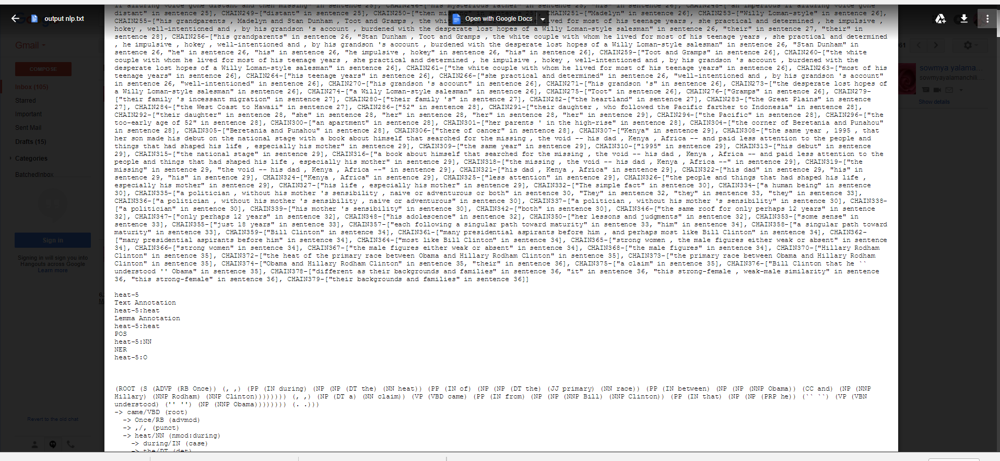 if alluring voice gone distant and then missing" in sentence 25], CHAIN246-["his mysterious father" in sentence 25, "his" in sentence 26], CHAIN248-["an imperious if alluring voice gone
distant" in sentence 25], CHAIN249-["distant" in sentence 25], CHAIN250-["then missing" in sentence 25], CHAIN251-["Madelyn" in sentence 26], CHAIN253-["Willy Loman-style" in sentence 26],
output nlp.txt
Open with Google Docs
CHAIN255-["his grandparents , Madelyn and Stan Dunham , Toot and Gramps , the whit lived for most of his teenage years , she practical and determined , he impulsive ,
hokey , well-intentioned and , by his grandson 's account , burdened with the desperate lost hopes of a Willy Loman-style salesman" in sentence 26, "their" in sentence 27, "their" in
sentence 28], CHAIN256-["his grandparents" in sentence 26, "Stan Dunham , Toot and Gramps , the white couple with whom he lived for most of his teenage years , she practical and determined
, he impulsive , hokey , well-intentioned and , by his grandson 's account , burdened with the desperate lost hopes of a Willy Loman-style salesman" in sentence 26, "Stan Dunham" in
sentence 26, "he" in sentence 26, "his" in sentence 26, "he impulsive , hokey" in sentence 26, "his" in sentence 26], CHAIN259-["Toot and Gramps" in sentence 26], CHAIN260-["the white
couple with whom he lived for most of his teenage years , she practical and determined , he impulsive , hokey , well-intentioned and , by his grandson 's account , burdened with the
desperate lost hopes of a Willy Loman-style salesman" in sentence 26], CHAIN261-["the white couple with whom he lived for most of his teenage years" in sentence 26], CHAIN263-["most of his
teenage years" in sentence 26], CHAIN264-["his teenage years" in sentence 26], CHAIN266-["she practical and determined" in sentence 26, "well-intentioned and , by his grandson 's account"
in sentence 26, "well-intentioned" in sentence 26], CHAIN270-["his grandson 's account" in sentence 26], CHAIN271-["his grandson 's" in sentence 26], CHAIN273-["the desperate lost hopes of
a Willy Loman-style salesman" in sentence 26], CHAIN274-["a Willy Loman-style salesman" in sentence 26], CHAIN275-["Toot" in sentence 26], CHAIN276-["Gramps" in sentence 26], CHAIN279-
["their family 's incessant migration" in sentence 27], CHAIN280-["their family 's" in sentence 27], CHAIN282-["the heartland" in sentence 27], CHAIN283-["the Great Plains" in sentence
27], CHAIN284-["the West Coast to Hawaii" in sentence 27], CHAIN286-["52" in sentence 28], CHAIN291-["their daughter , who followed the Pacific farther to Indonesia" in sentence 28],
CHAIN292-["their daughter" in sentence 28, "she" in sentence 28, "her" in sentence 28, "her" in sentence 28, "her" in sentence 29], CHAIN294-["the Pacific" in sentence 28], CHAIN296-["the
too-early age of 52" in sentence 28], CHAIN300-["an apartment" in sentence 28], CHAIN301-["her parents ' in the high-rise" in sentence 28], CHAIN304-["the corner of Beretania and Punahou"
in sentence 28], CHAIN305-["Beretania and Punahou" in sentence 28], CHAIN306-["there of cancer" in sentence 28], CHAIN307-["Kenya" in sentence 29], CHAIN308-["the same year , 1995 , that
her son made his debut on the national stage with a book about himself that searched for the missing , the void -- his dad , Kenya , Africa -- and paid less attention to the people and
things that had shaped his life , especially his mother" in sentence 29], CHAIN309-["the same year" in sentence 29], CHAIN310-["1995" in sentence 29], CHAIN313-["his debut" in sentence
29], CHAIN315-["the national stage" in sentence 29], CHAIN316-["a book about himself that searched for the missing , the void -- his dad , Kenya , Africa -- and paid less attention to the
people and things that had shaped his life , especially his mother" in sentence 29], CHAIN318-["the missing , the void -- his dad , Kenya , Africa --" in sentence 29], CHAIN319-["the
missing" in sentence 29, "the void -- his dad , Kenya , Africa --" in sentence 29], CHAIN321-["his dad , Kenya , Africa" in sentence 29], CHAIN322-["his dad" in sentence 29, "his" in
sentence 29, "his" in sentence 29], CHAIN324-["Kenya , Africa" in sentence 29], CHAIN325-["less attention" in sentence 29], CHAIN326-["the people and things that had shaped his life ,
especially his mother" in sentence 29], CHAIN327-["his life , especially his mother" in sentence 29], CHAIN332-["The simple fact" in sentence 30], CHAIN334-["a human being" in sentence
30], CHAIN335-["a politician , without his mother 's sensibility , naive or adventurous or both" in sentence 30, "They" in sentence 32, "they" in sentence 33, "they" in sentence 33],
CHAIN336-["a politician , without his mother 's sensibility , naive or adventurous" in sentence 30], CHAIN337-["a politician , without his mother 's sensibility" in sentence 30], CHAIN338-
["a politician" in sentence 30], CHAIN339-["his mother 's sensibility" in sentence 30], CHAIN342-["both" in sentence 30], CHAIN346-["the same roof for only perhaps 12 years" in sentence
32], CHAIN347-["only perhaps 12 years" in sentence 32], CHAIN348-["his adolescence" in sentence 32], CHAIN350-["her lessons and judgments" in sentence 32], CHAIN353-["some sense" in
sentence 33], CHAIN355-["just 18 years" in sentence 33], CHAIN357-["each following a singular path toward maturity" in sentence 33, "him" in sentence 34], CHAIN358-["a singular path toward
maturity" in sentence 33], CHAIN359-["Bill Clinton" in sentence 34], CHAIN361-["many presidential aspirants before him , and perhaps most like Bill Clinton" in sentence 34], CHAIN362-
["many presidential aspirants before him" in sentence 34], CHAIN364-["most like Bill Clinton" in sentence 34], CHAIN365-["strong women , the male figures either weak or absent" in sentence
34], CHAIN366-["strong women" in sentence 34], CHAIN367-["the male figures either weak or absent" in sentence 34], CHAIN368-["the male figures" in sentence 34], CHAIN370-["Hillary Rodham
Clinton" in sentence 35], CHAIN372-["the heat of the primary race between Obama and Hillary Rodham Clinton" in sentence 35], CHAIN373-["the primary race between Obama and Hillary Rodham
Clinton" in sentence 35], CHAIN374-["Obama and Hillary Rodham Clinton" in sentence 35, "their" in sentence 36], CHAIN375-["a claim" in sentence 35], CHAIN376-["Bill Clinton that he ``
understood '' Obama" in sentence 35], CHAIN378-["different as their backgrounds and families" in sentence 36, "it" in sentence 36, "this strong-female , weak-male similarity" in sentence
36, "this strong-female" in sentence 36], CHAIN379-["their backgrounds and families" in sentence 36]]
heat-5
Text Annotation
heat-5:heat
Lemma Annotation
heat-5:heat
POS
heat-5:NN
NER
heat-5:O
(ROOT (S (ADVP (RB Once)) (, ,) (PP (IN during) (NP (NP (DT the) (NN heat)) (PP (IN of) (NP (NP (DT the) (JJ primary) (NN race)) (PP (IN between) (NP (NP (NNP Obama)) (CC and) (NP (NNP
Hillary) (NNP Rodham) (NNP Clinton)))))))) (, ,) (NP (DT a) (NN claim)) (VP (VBD came) (PP (IN from) (NP (NP (NNP Bill) (NNP Clinton)) (PP (IN that) (NP (NP (PRP he)) (`` ``) (VP (VBN
understood) ('' '') (NP (NNP Obama)))))))) (. .)))
-> came/VBD (root)
-> Once/RB (advmod)
-> ,/, (punct)
-> heat/NN (nmod:during)
-> during/IN (case)
-> the/DT (det)
Gmail
COMPOSE
Inbox (105)
Starred
Important
Sent Mail
Drafts (15)
Categories
BatchedInbox
Sign in
Signing in will sign you into
Hangouts across Google
Learn more
Revert to the old chat
61
sowmya yalama...
sowmyayalamanchili....
Show details